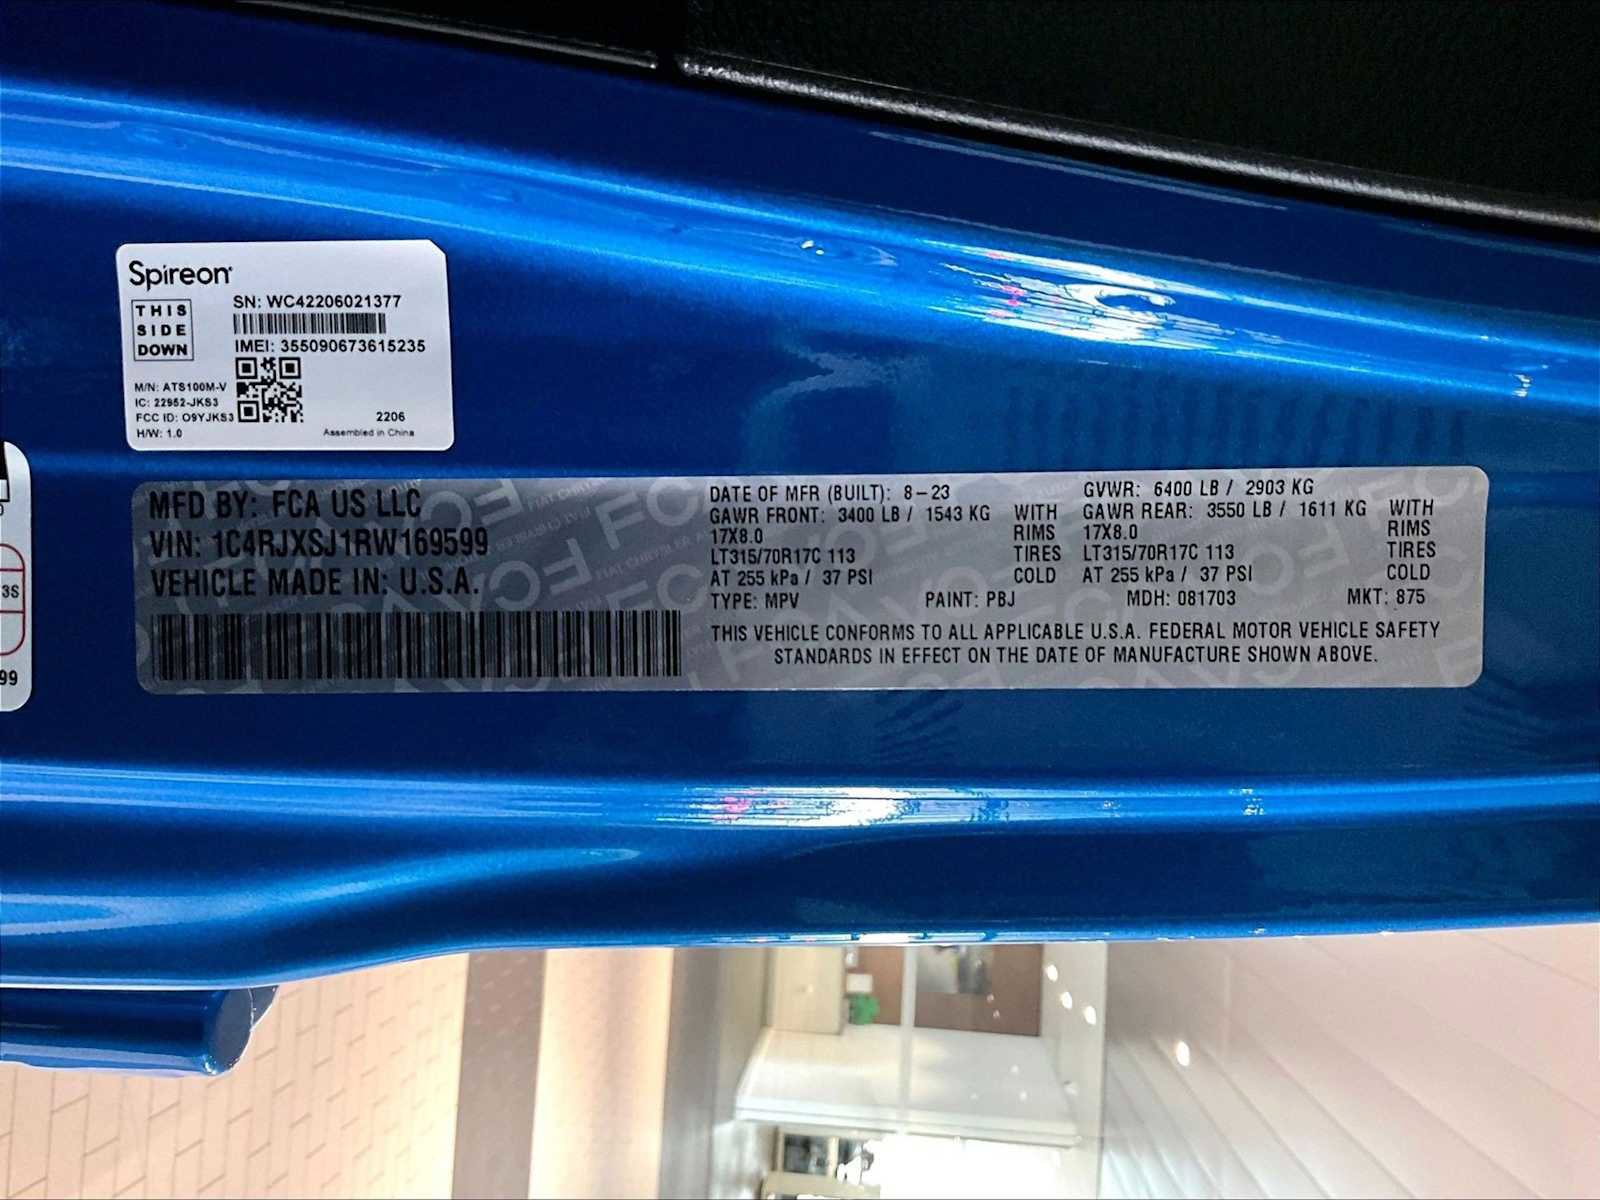 Spireon
THIS
SIDE
DOWN
SN: WC42206021377
IMEI: 355090673615235
M/N: ATS100M-V
IC: 22952-JKS3
FCC ID: O9YJKS3
H/W: 1.0
2206
Assembled in China
3S
99
MFD BY: FCA US LLC
VIN: 1C4RJXSJ1RW169599
VEHICLE MADE IN: U.S.A.
DATE OF MFR (BUILT): 8-23
GAWR FRONT: 3400 LB / 1543 KG WITH
17X8.0 RIMS
LT315/70R17C 113 TIRES
AT 255 kPa / 37 PSI COLD
GVWR: 6400 LB / 2903 KG
GAWR REAR: 3550 LB / 1611 KG WITH
17X8.0 RIMS
LT315/70R17C 113 TIRES
AT 255 kPa / 37 PSI COLD
TYPE: MPV PAINT: PBJ MDH: 081703 MKT: 875
THIS VEHICLE CONFORMS TO ALL APPLICABLE U.S.A. FEDERAL MOTOR VEHICLE SAFETY
STANDARDS IN EFFECT ON THE DATE OF MANUFACTURE SHOWN ABOVE.